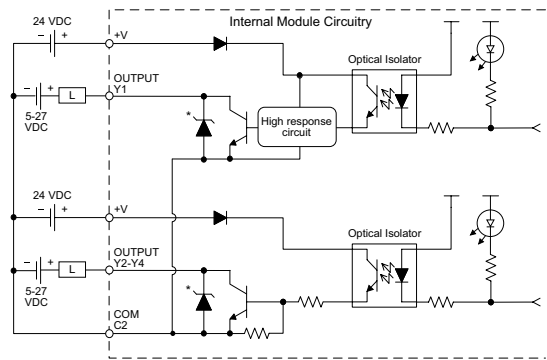 Internal Module Circuitry
24 VDC
– +
+V
Optical Isolator
OUTPUT
Y1
– +
L
5-27
VDC
*
High response
circuit
24 VDC
– +
+V
Optical Isolator
OUTPUT
Y2-Y4
– +
L
5-27
VDC
*
COM
C2